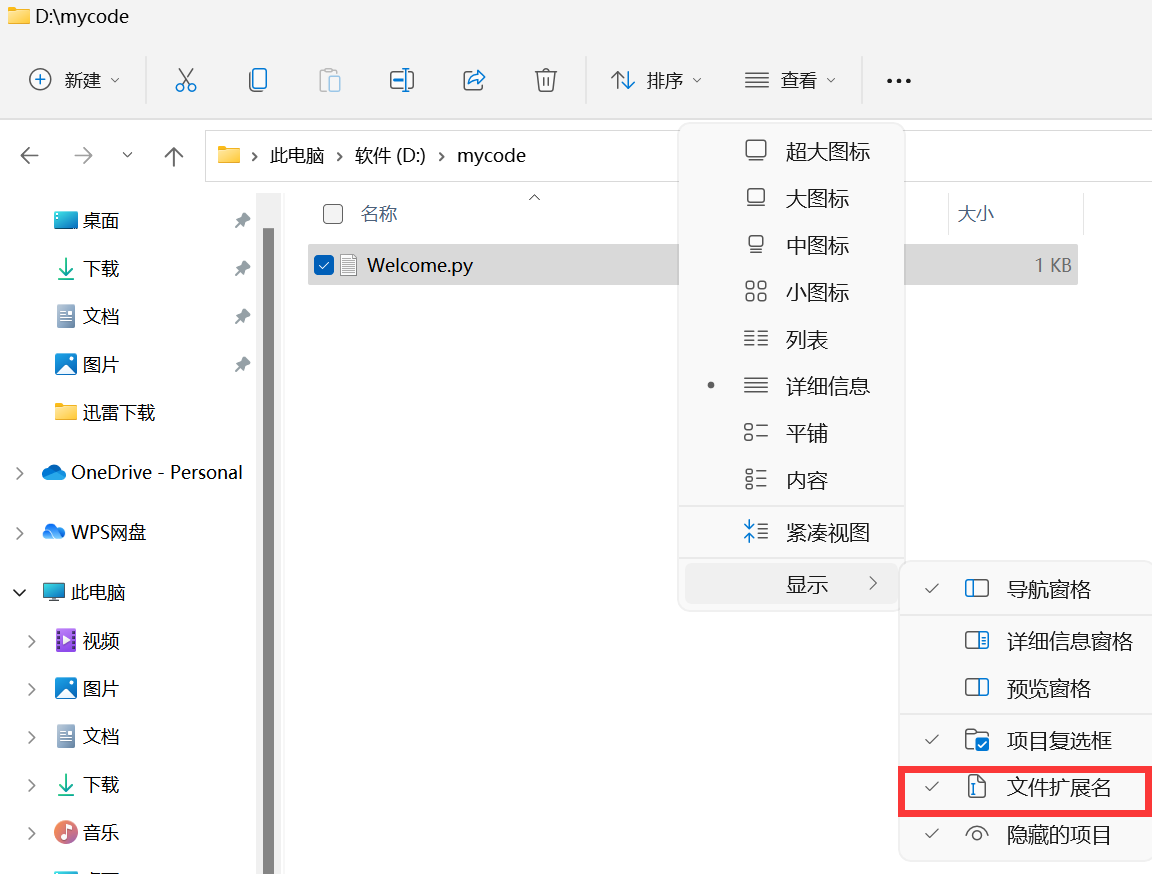 D:\mycode
新建
排序
查看
此电脑 > 软件 (D:) > mycode
桌面
下载
文档
图片
迅雷下载
OneDrive - Personal
WPS网盘
此电脑
视频
图片
文档
下载
音乐
名称
大小
Welcome.py
1 KB
超大图标
大图标
中图标
小图标
列表
详细信息
平铺
内容
紧凑视图
显示
导航窗格
详细信息窗格
预览窗格
项目复选框
文件扩展名
隐藏的项目